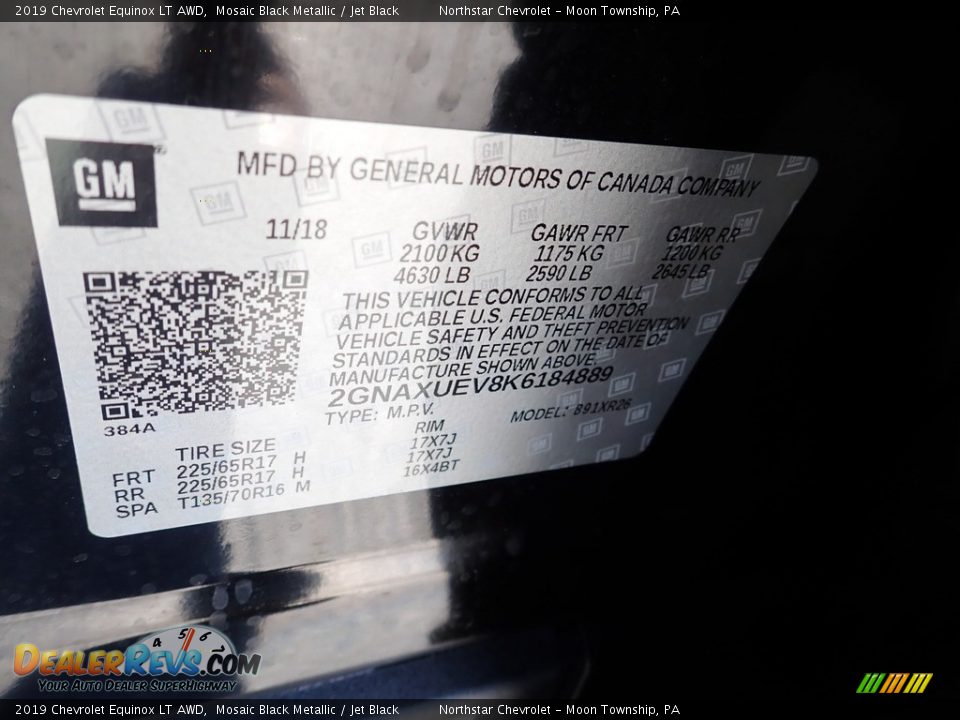 2019 Chevrolet Equinox LT AWD, Mosaic Black Metallic / Jet Black Northstar Chevrolet - Moon Township, PA
GM
MFD BY GENERAL MOTORS OF CANADA COMPANY
11/18 GVWR GAWR FRT GAWR RR
2100 KG 1175 KG 1200 KG
4630 LB 2590 LB 2645 LB
THIS VEHICLE CONFORMS TO ALL
APPLICABLE U.S. FEDERAL MOTOR
VEHICLE SAFETY AND THEFT PREVENTION
STANDARDS IN EFFECT ON THE DATE OF
MANUFACTURE SHOWN ABOVE
2GNAXUEV8K6184889
TYPE: M.P.V. MODEL: 891XR26
384A
TIRE SIZE RIM
FRT 225/65R17 H 17X7J
RR 225/65R17 H 17X7J
SPA T135/70R16 M 16X4BT
4 5 6
DealerRevs.com
Your Auto Dealer SuperHighway
2019 Chevrolet Equinox LT AWD, Mosaic Black Metallic / Jet Black Northstar Chevrolet - Moon Township, PA